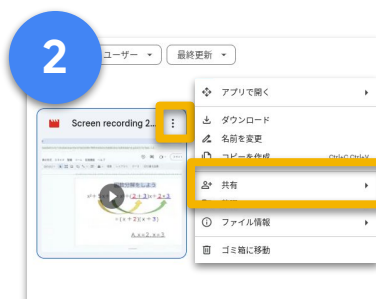 2
ユーザー
最終更新
Screen recording 2...
アプリで開く
ダウンロード
名前を変更
コピーを作成 Ctrl+C Ctrl+V
共有
ファイル情報
ゴミ箱に移動